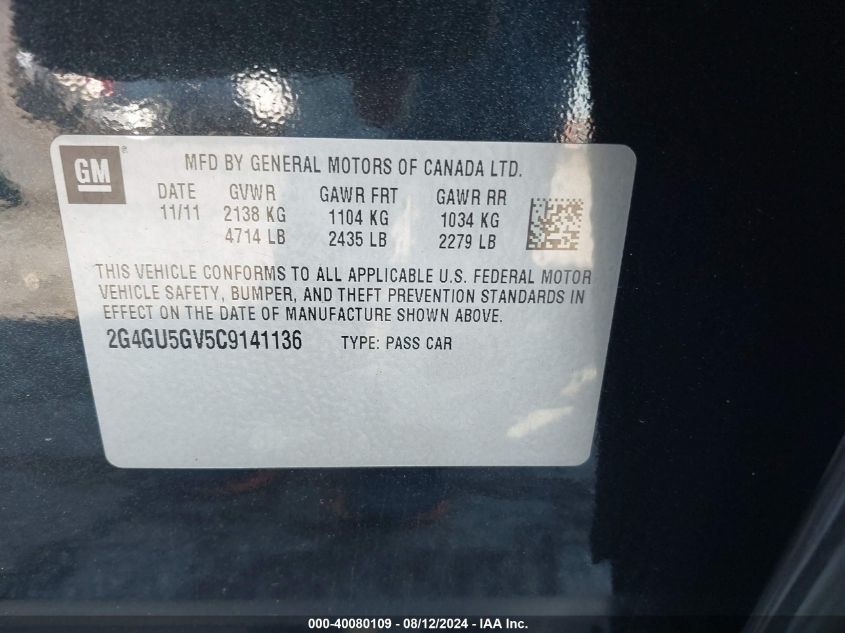 GM ®
MFD BY GENERAL MOTORS OF CANADA LTD.
DATE GVWR GAWR FRT GAWR RR
11/11 2138 KG 1104 KG 1034 KG
4714 LB 2435 LB 2279 LB
THIS VEHICLE CONFORMS TO ALL APPLICABLE U.S. FEDERAL MOTOR
VEHICLE SAFETY, BUMPER, AND THEFT PREVENTION STANDARDS IN
EFFECT ON THE DATE OF MANUFACTURE SHOWN ABOVE.
2G4GU5GV5C9141136 TYPE: PASS CAR
000-40080109 - 08/12/2024 - IAA Inc.